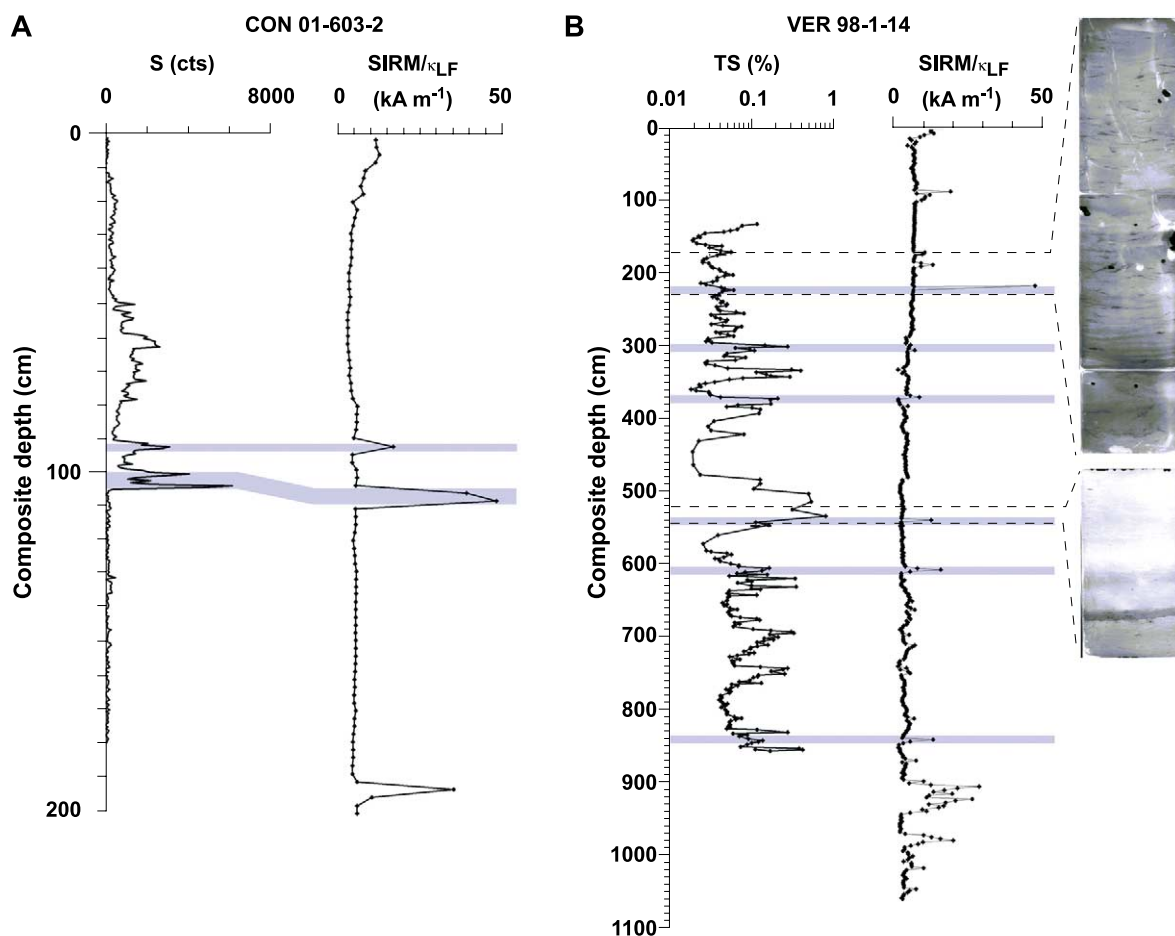 A
CON 01-603-2
S (cts)
0 8000
SIRM/κLF
(kA m-1)
0 50
Composite depth (cm)
0
100
200
B
VER 98-1-14
TS (%)
0.01 0.1 1
SIRM/κLF
(kA m-1)
0 50
Composite depth (cm)
0
100
200
300
400
500
600
700
800
900
1000
1100